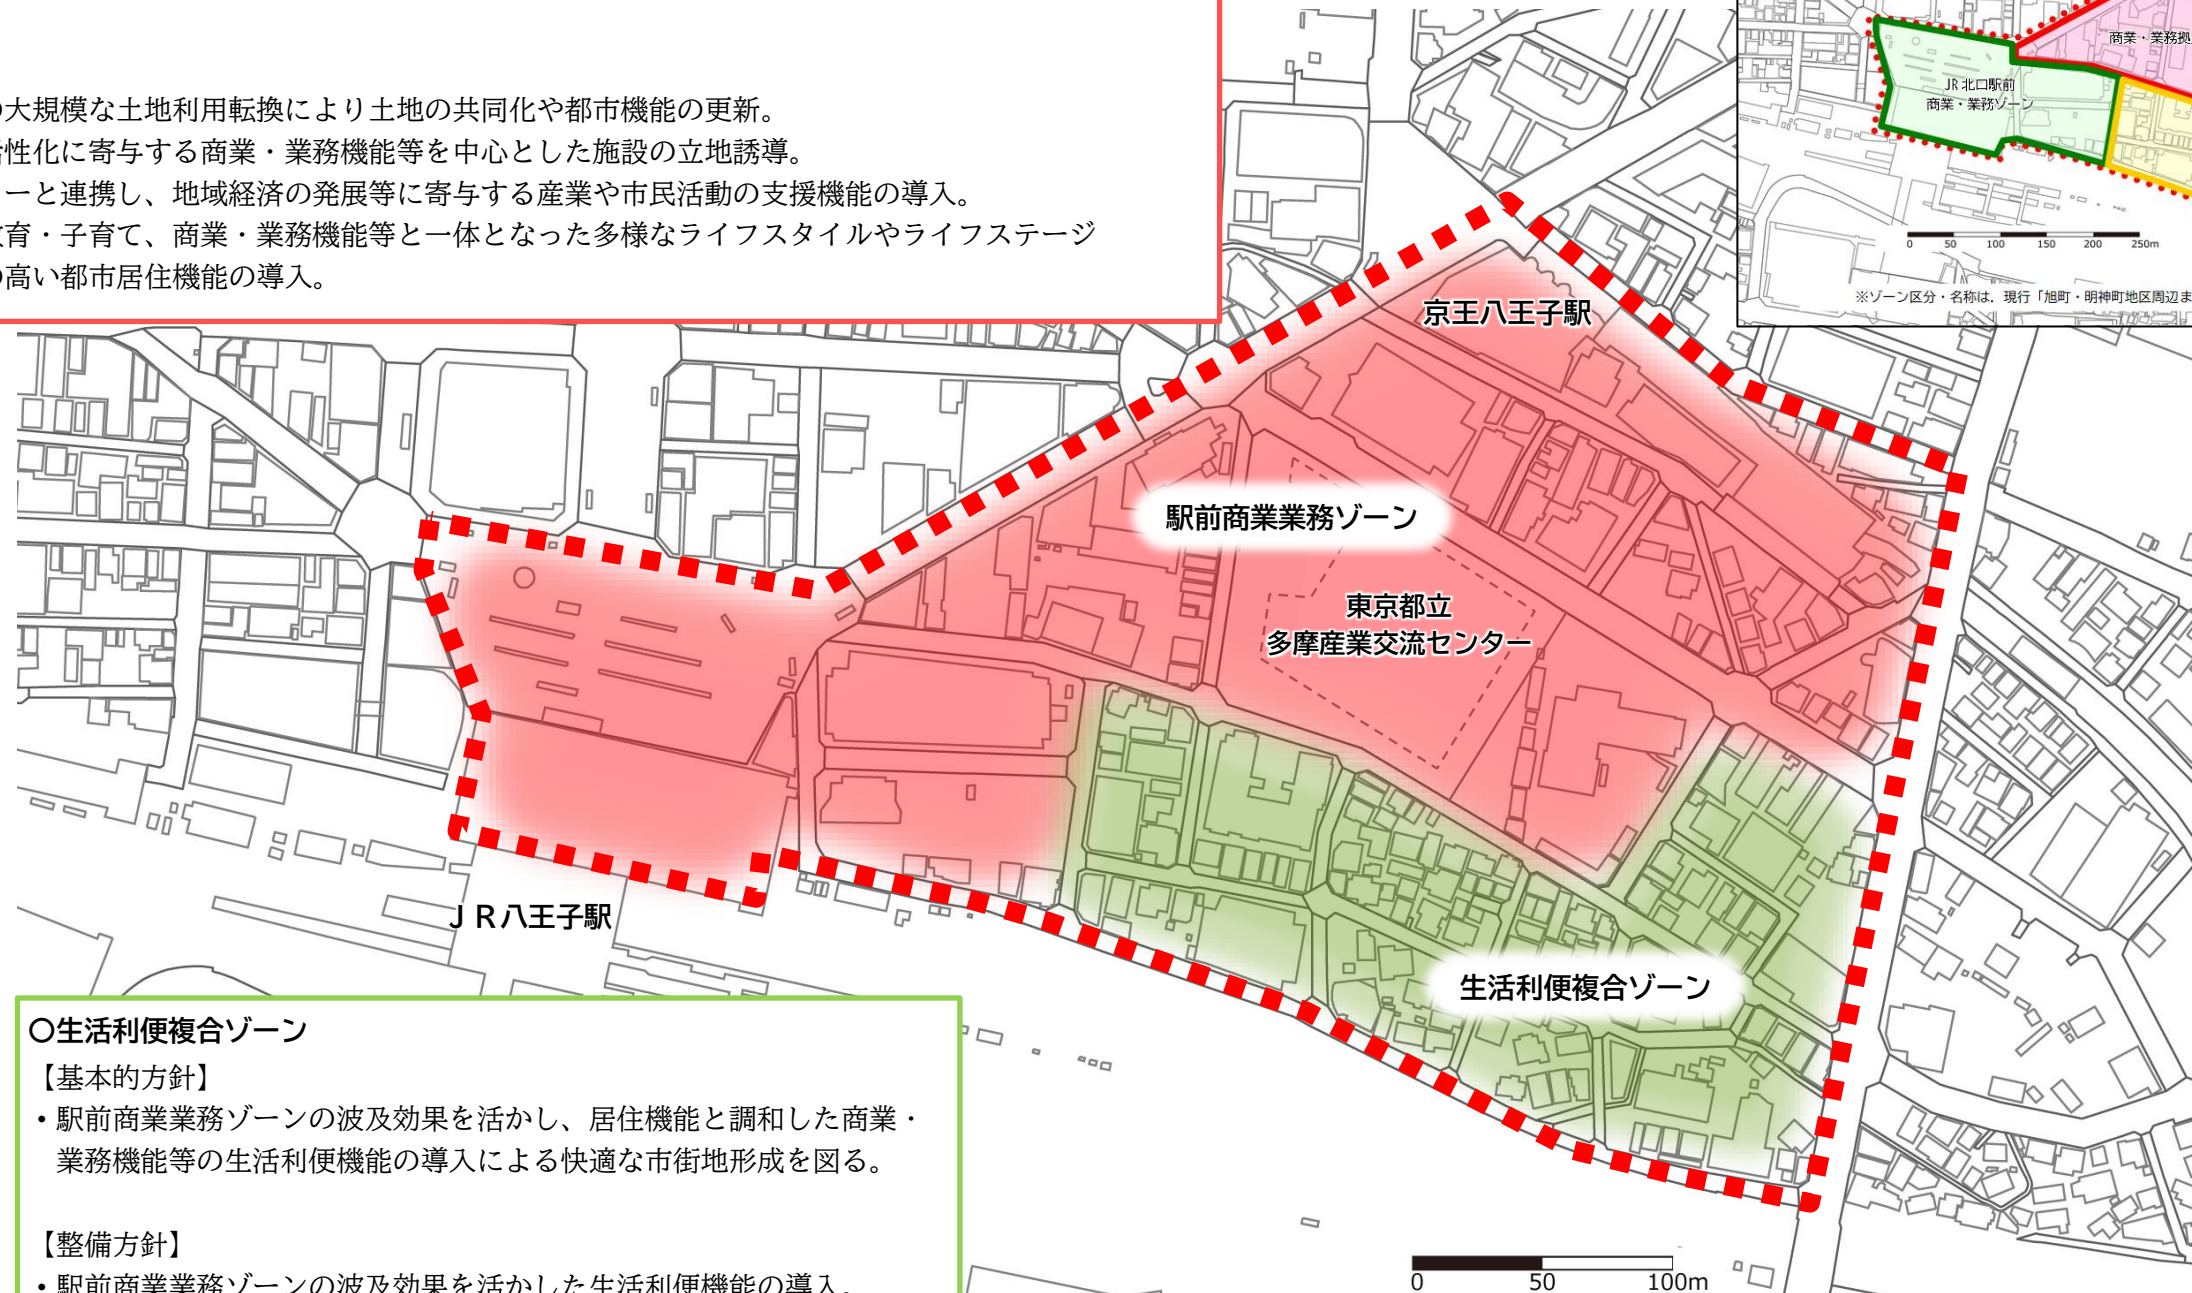 大規模な土地利用転換により土地の共同化や都市機能の更新。
性化に寄与する商業・業務機能等を中心とした施設の立地誘導。
ーと連携し、地域経済の発展等に寄与する産業や市民活動の支援機能の導入。
育・子育て、商業・業務機能等と一体となった多様なライフスタイルやライフステージ
高い都市居住機能の導入。
商業・業務拠
JR北口駅前
商業・業務ゾーン
0 50 100 150 200 250m
※ゾーン区分・名称は、現行「旭町・明神町地区周辺ま
京王八王子駅
駅前商業業務ゾーン
東京都立
多摩産業交流センター
JR八王子駅
生活利便複合ゾーン
〇生活利便複合ゾーン
【基本的方針】
・駅前商業業務ゾーンの波及効果を活かし、居住機能と調和した商業・
業務機能等の生活利便機能の導入による快適な市街地形成を図る。
【整備方針】
・駅前商業業務ゾーンの波及効果を活かした生活利便機能の導入。
0 50 100m